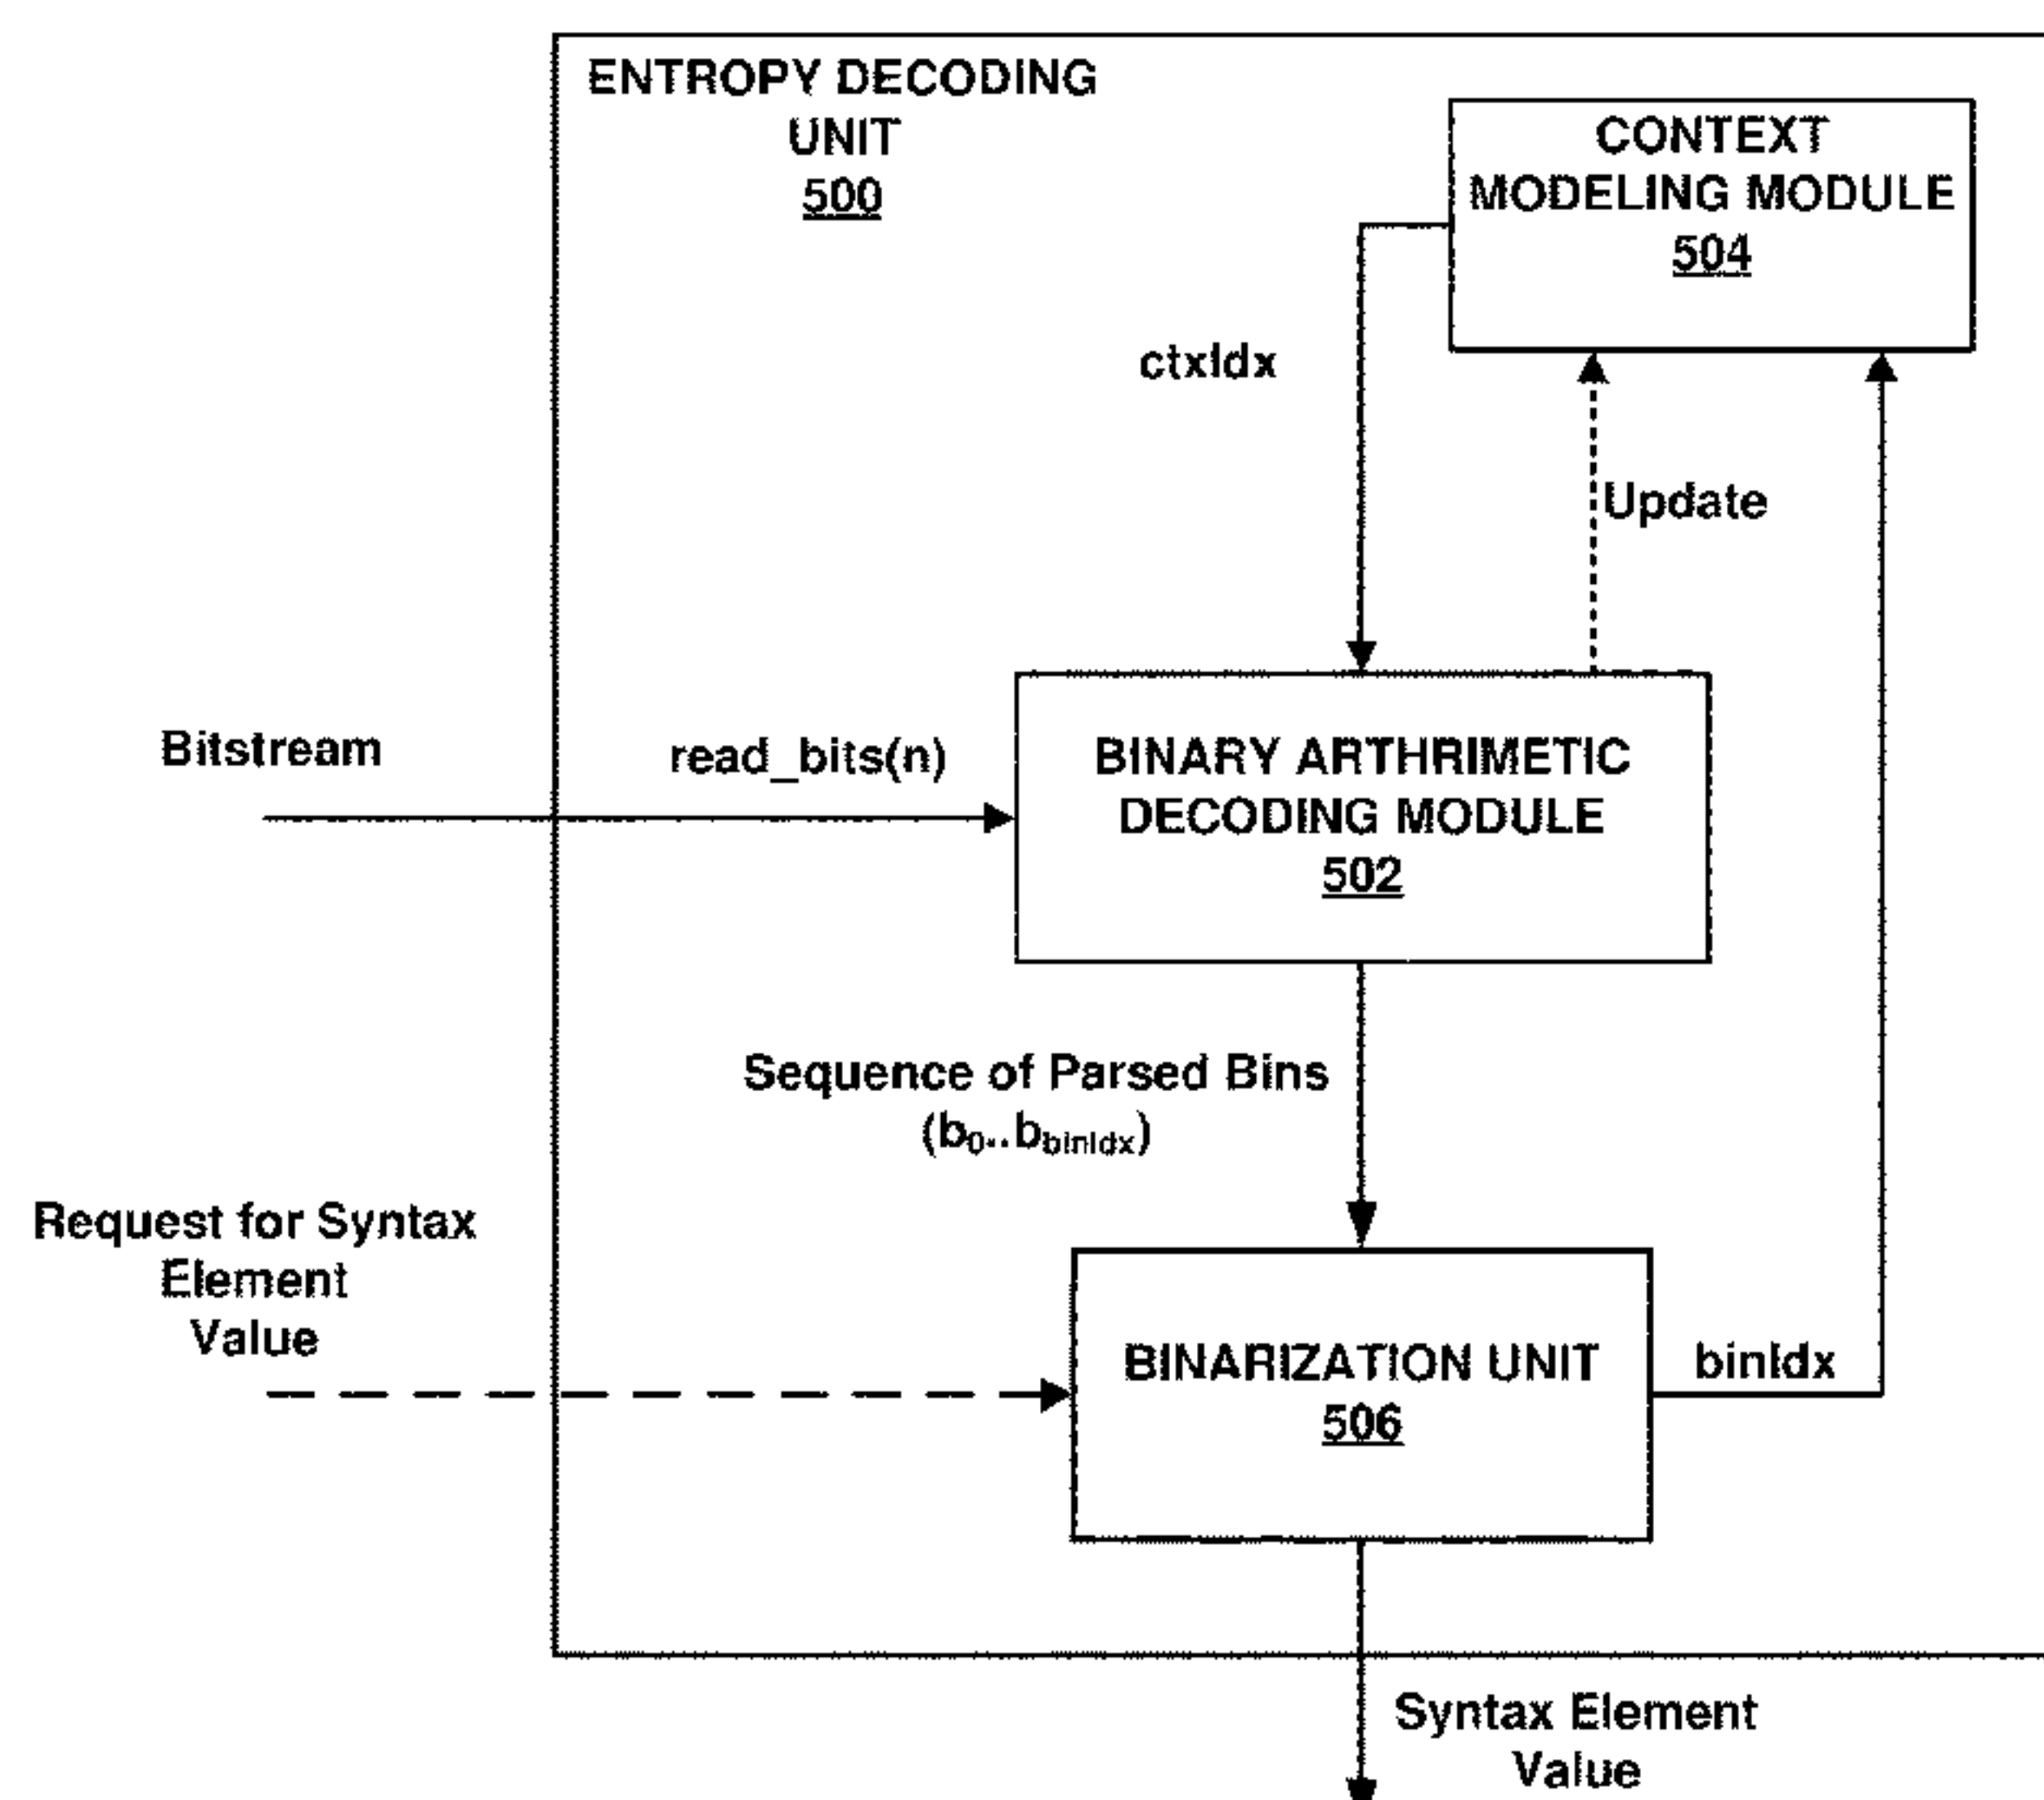 ENTROPY DECODING
UNIT
500
CONTEXT
MODELING MODULE
504
ctxIdx
Update
Bitstream
read_bits(n)
BINARY ARTHRIMETIC
DECODING MODULE
502
Sequence of Parsed Bins
(b0..bbinIdx)
Request for Syntax
Element
Value
BINARIZATION UNIT
506
binIdx
Syntax Element
Value